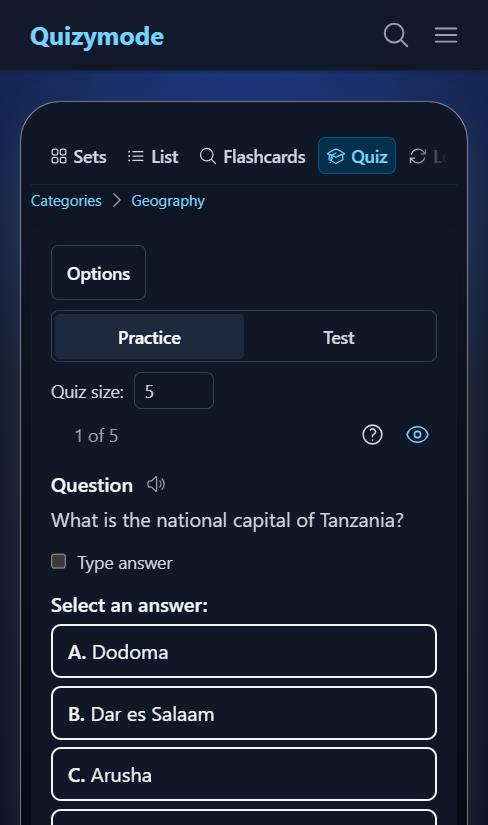 Quizymode
Sets List Flashcards Quiz
Categories > Geography
Options
Practice Test
Quiz size: 5
1 of 5
Question
What is the national capital of Tanzania?
Type answer
Select an answer:
A. Dodoma
B. Dar es Salaam
C. Arusha